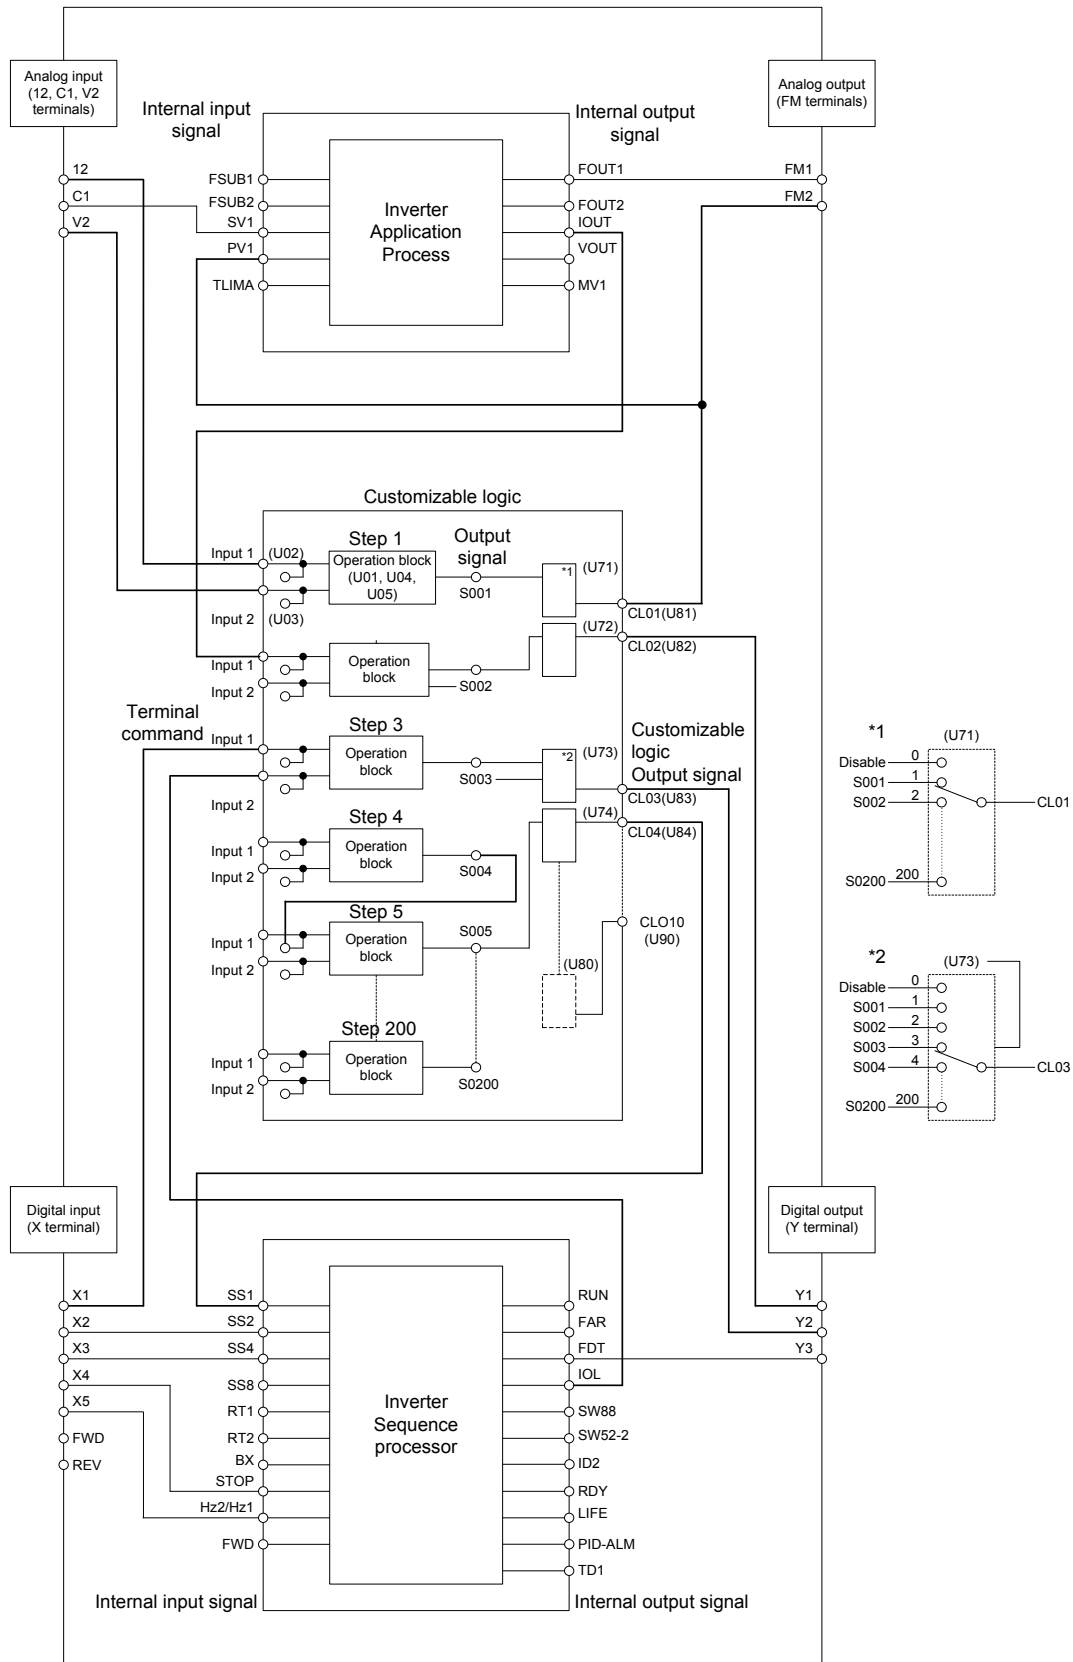 Analog input
(12, C1, V2
terminals)
Analog output
(FM terminals)
Internal input
signal
Internal output
signal
12
C1
V2
FSUB1
FSUB2
SV1
PV1
TLIMA
Inverter
Application
Process
FOUT1
FOUT2
IOUT
VOUT
MV1
FM1
FM2
Customizable logic
Step 1
Output
signal
Input 1
(U02)
Operation block
(U01, U04,
U05)
S001
*1
(U71)
Input 2
(U03)
CL01(U81)
(U72)
CL02(U82)
Input 1
Input 2
Operation
block
S002
Terminal
command
Step 3
Input 1
Operation
block
S003
*2
(U73)
Customizable
logic
Output signal
Input 2
CL03(U83)
Step 4
(U74)
CL04(U84)
Input 1
Input 2
Operation
block
S004
Step 5
Input 1
Input 2
Operation
block
S005
CLO10
(U90)
(U80)
Step 200
Input 1
Input 2
Operation
block
S0200
*1
(U71)
Disable
0
S001
1
S002
2
CL01
S0200
200
*2
(U73)
Disable
0
S001
1
S002
2
S003
3
S004
4
CL03
S0200
200
Digital input
(X terminal)
Digital output
(Y terminal)
X1
X2
X3
X4
X5
FWD
REV
SS1
SS2
SS4
SS8
RT1
RT2
BX
STOP
Hz2/Hz1
FWD
Inverter
Sequence
processor
RUN
FAR
FDT
IOL
SW88
SW52-2
ID2
RDY
LIFE
PID-ALM
TD1
Y1
Y2
Y3
Internal input signal
Internal output signal